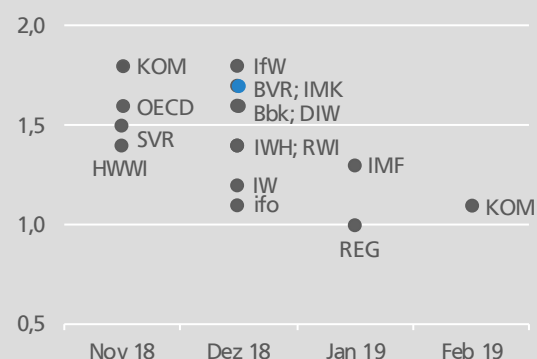 2,0
KOM
IfW
BVR; IMK
OECD
Bbk; DIW
1,5
SVR
IWH; RWI
HWWI
IMF
IW
ifo
KOM
1,0
REG
0,5
Nov 18 Dez 18 Jan 19 Feb 19